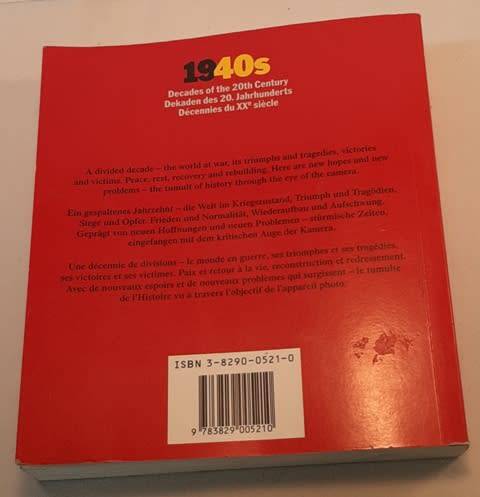 1940s
Decades of the 20th Century
Dekaden des 20. Jahrhunderts
Décennies du XXᵉ siècle
A divided decade – the world at war, its triumphs and tragedies, victories
and victims. Peace, rest, recovery and rebuilding. Here are new hopes and new
problems – the tumult of history through the eye of the camera.
Ein gespaltenes Jahrzehnt – die Welt im Kriegszustand, Triumph und Tragödien,
Siege und Opfer. Frieden und Normalität, Wiederaufbau und Aufschwung.
Geprägt von neuen Hoffnungen und neuen Problemen – stürmische Zeiten,
eingefangen mit dem kritischen Auge der Kamera.
Une décennie de divisions – le monde en guerre, ses triomphes et ses tragédies,
ses victoires et ses victimes. Paix et retour à la vie, reconstruction et redressement.
Avec de nouveaux espoirs et de nouveaux problèmes qui surgissent – le tumulte
de l'Histoire vu à travers l'objectif de l'appareil photo.
ISBN 3-8290-0521-0
9 783829 005210